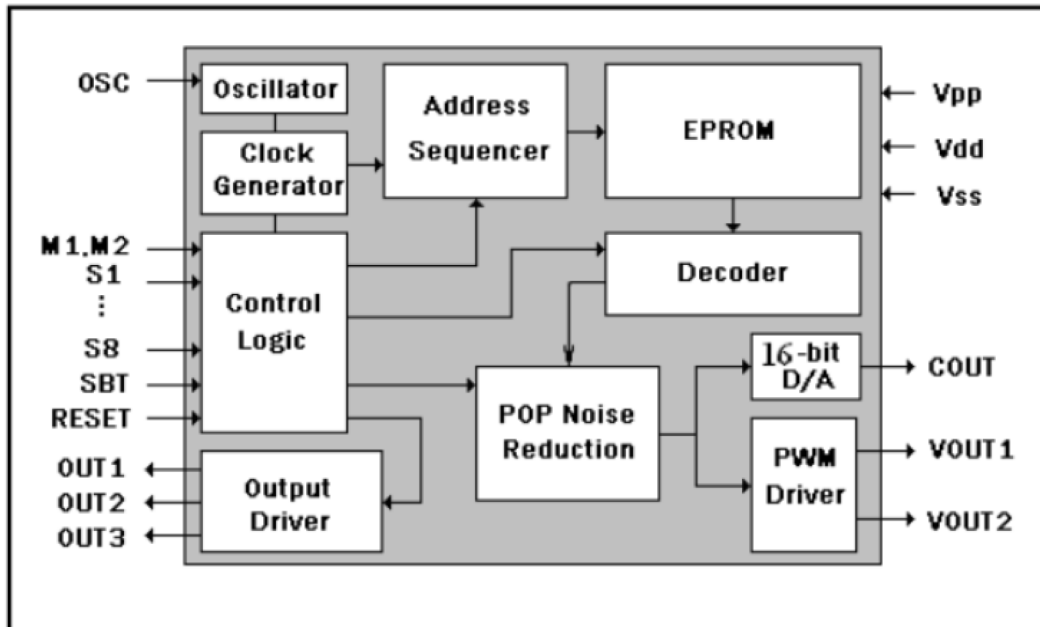 OSC
Oscillator
Clock
Generator
Address
Sequencer
EPROM
Vpp
Vdd
Vss
M1,M2
S1
⋮
S8
SBT
RESET
Control
Logic
Decoder
POP Noise
Reduction
16-bit
D/A
COUT
PWM
Driver
VOUT1
VOUT2
OUT1
OUT2
OUT3
Output
Driver